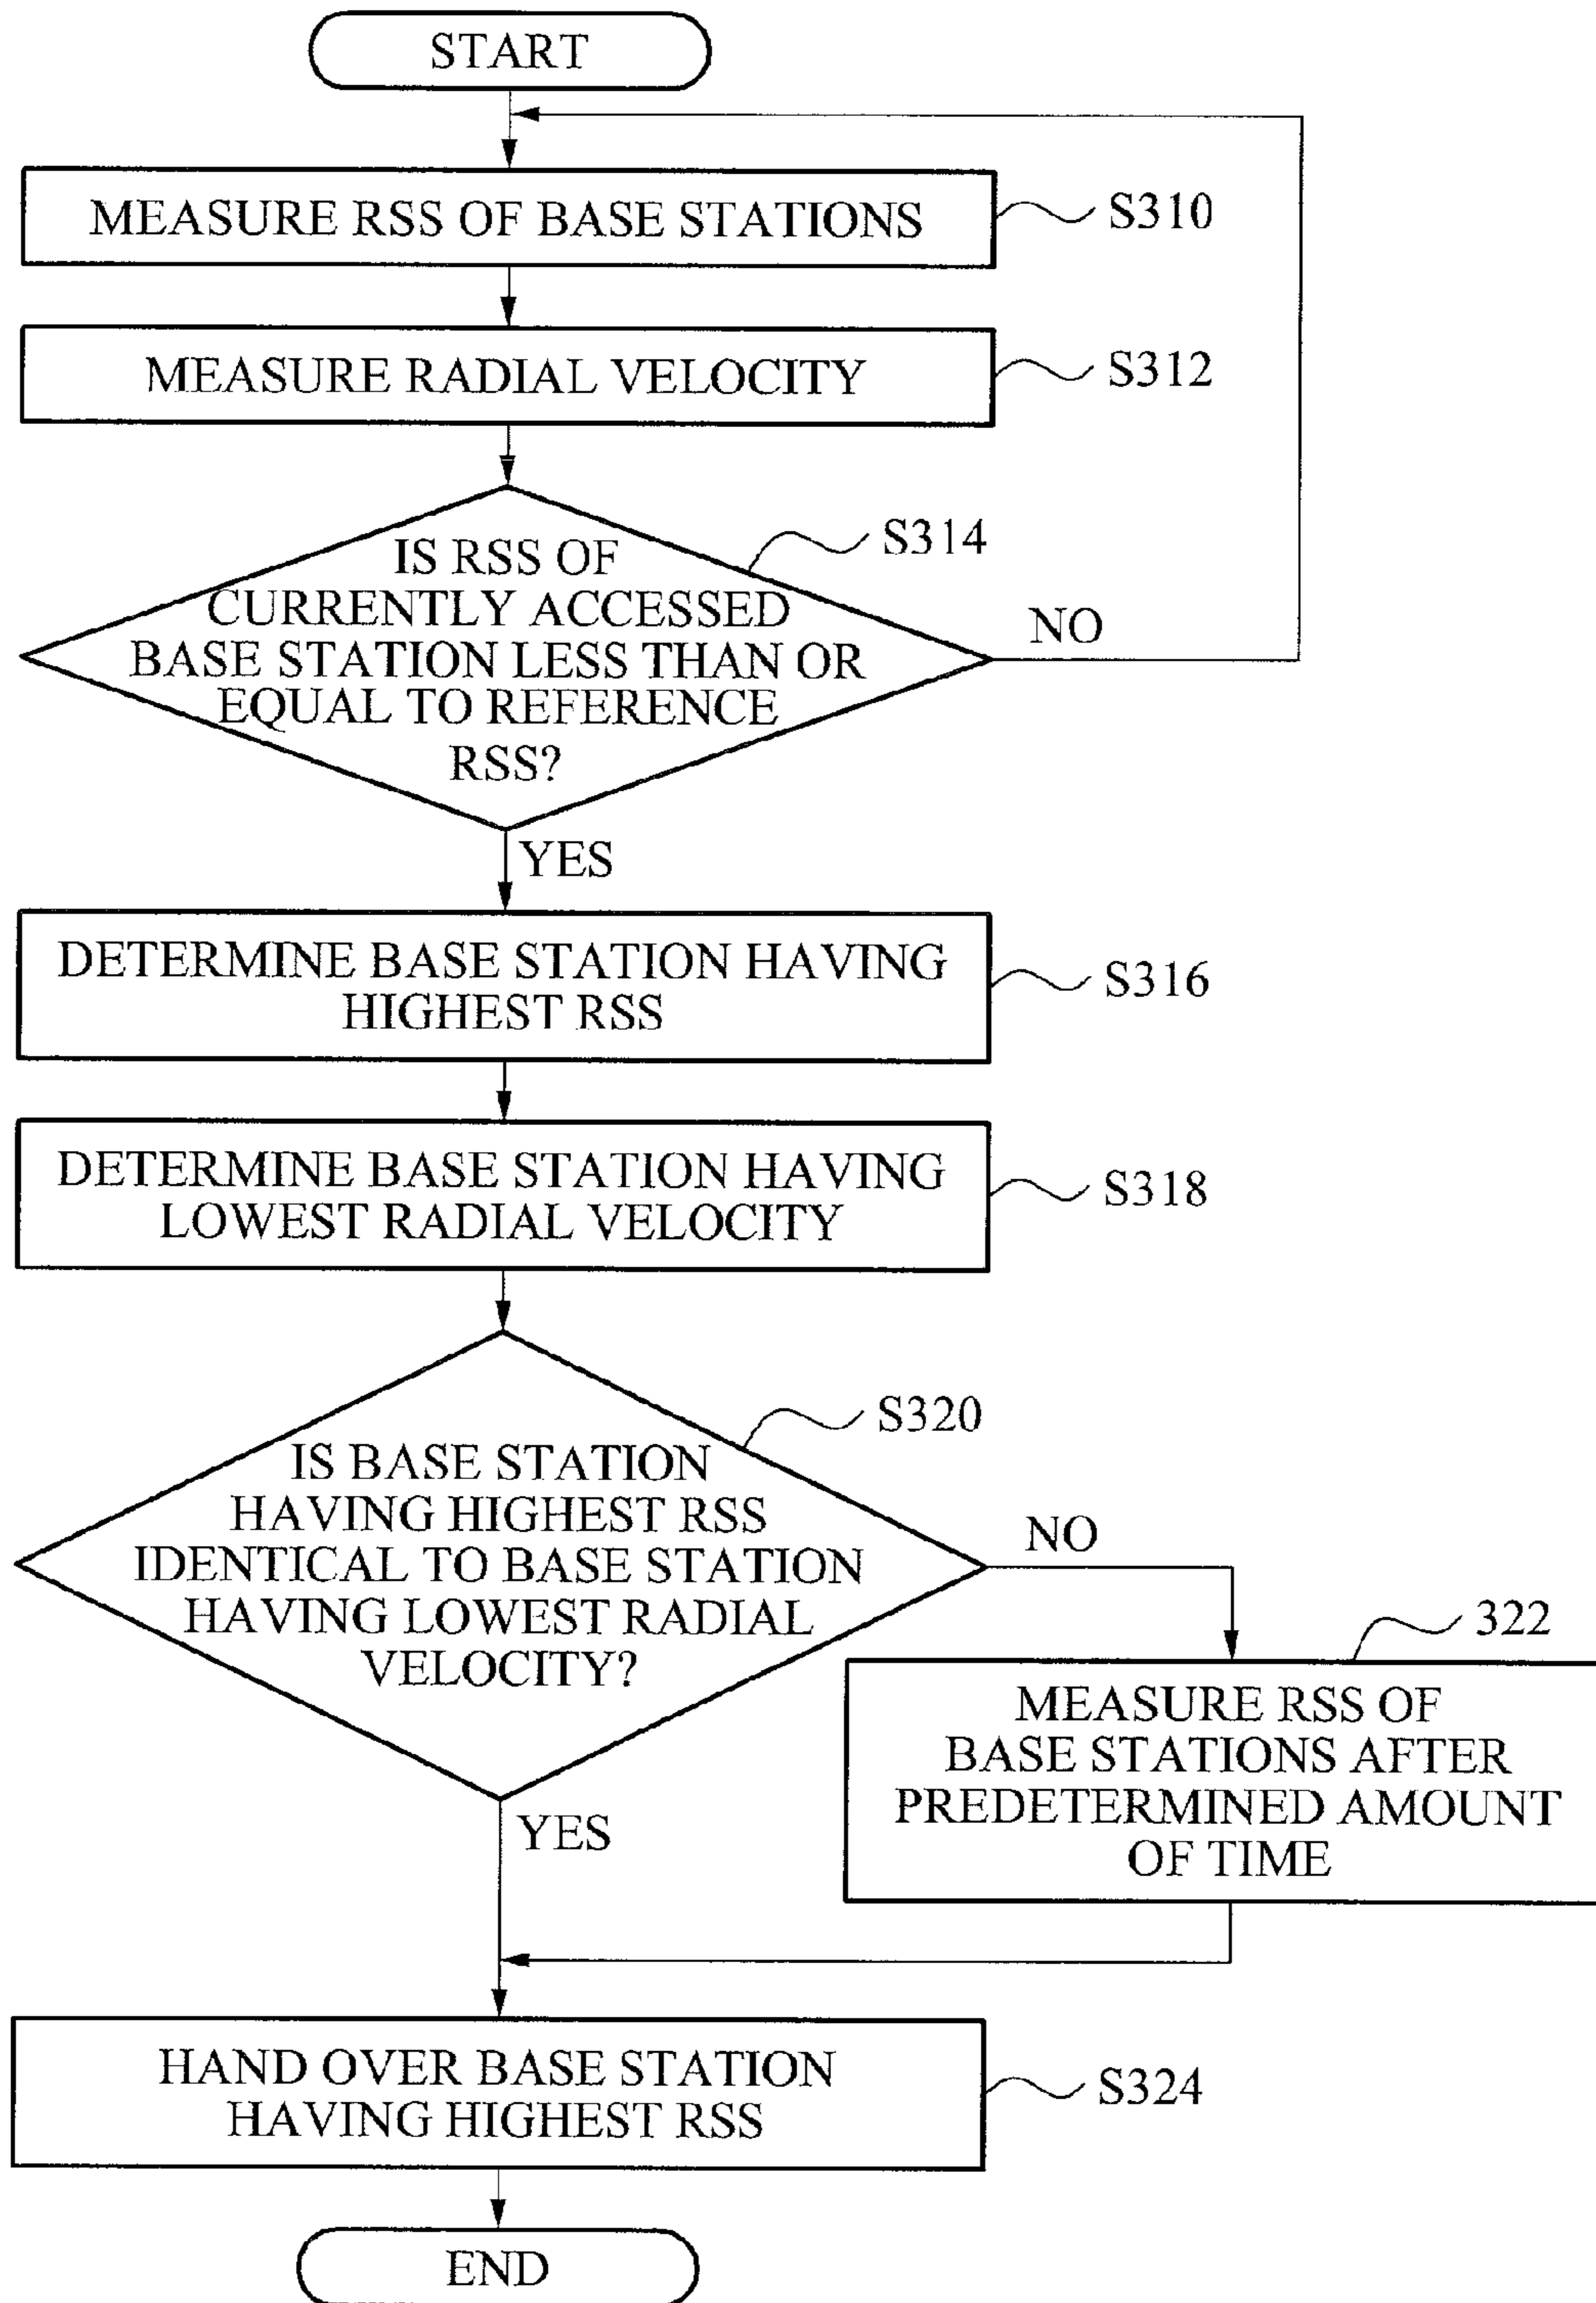 START
MEASURE RSS OF BASE STATIONS
S310
MEASURE RADIAL VELOCITY
S312
S314
IS RSS OF
CURRENTLY ACCESSED
BASE STATION LESS THAN OR
EQUAL TO REFERENCE
RSS?
NO
YES
DETERMINE BASE STATION HAVING
HIGHEST RSS
S316
DETERMINE BASE STATION HAVING
LOWEST RADIAL VELOCITY
S318
S320
IS BASE STATION
HAVING HIGHEST RSS
IDENTICAL TO BASE STATION
HAVING LOWEST RADIAL
VELOCITY?
NO
322
MEASURE RSS OF
BASE STATIONS AFTER
PREDETERMINED AMOUNT
OF TIME
YES
HAND OVER BASE STATION
HAVING HIGHEST RSS
S324
END